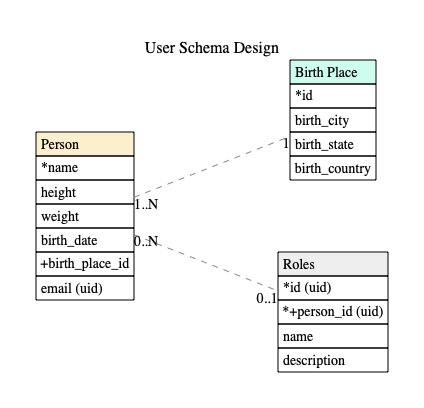 User Schema Design
Birth Place
*id
birth_city
birth_state
birth_country
1
Person
*name
height
weight
birth_date
+birth_place_id
email (uid)
1..N
0..N
0..1
Roles
*id (uid)
*+person_id (uid)
name
description